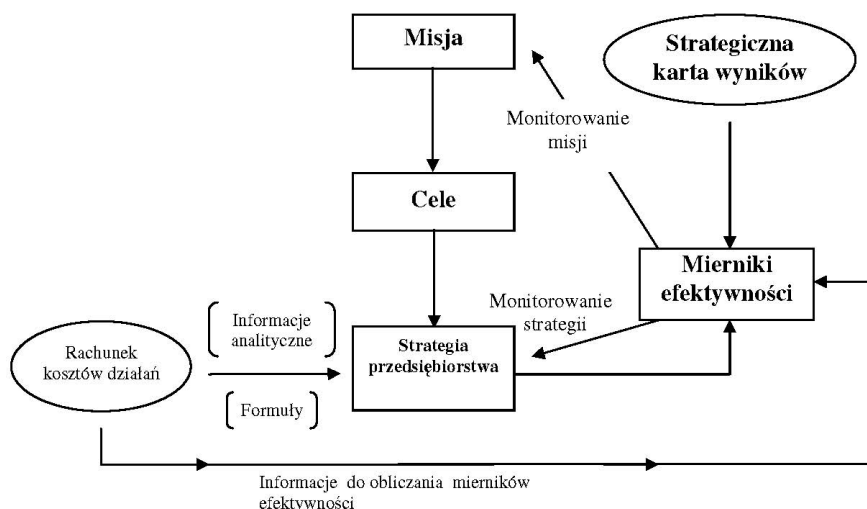 Misja
Strategiczna
karta wyników
Monitorowanie
misji
Cele
Mierniki
efektywności
Monitorowanie
strategii
Informacje
analityczne
Strategia
przedsiębiorstwa
Rachunek
kosztów działań
Formuły
Informacje do obliczania mierników
efektywności